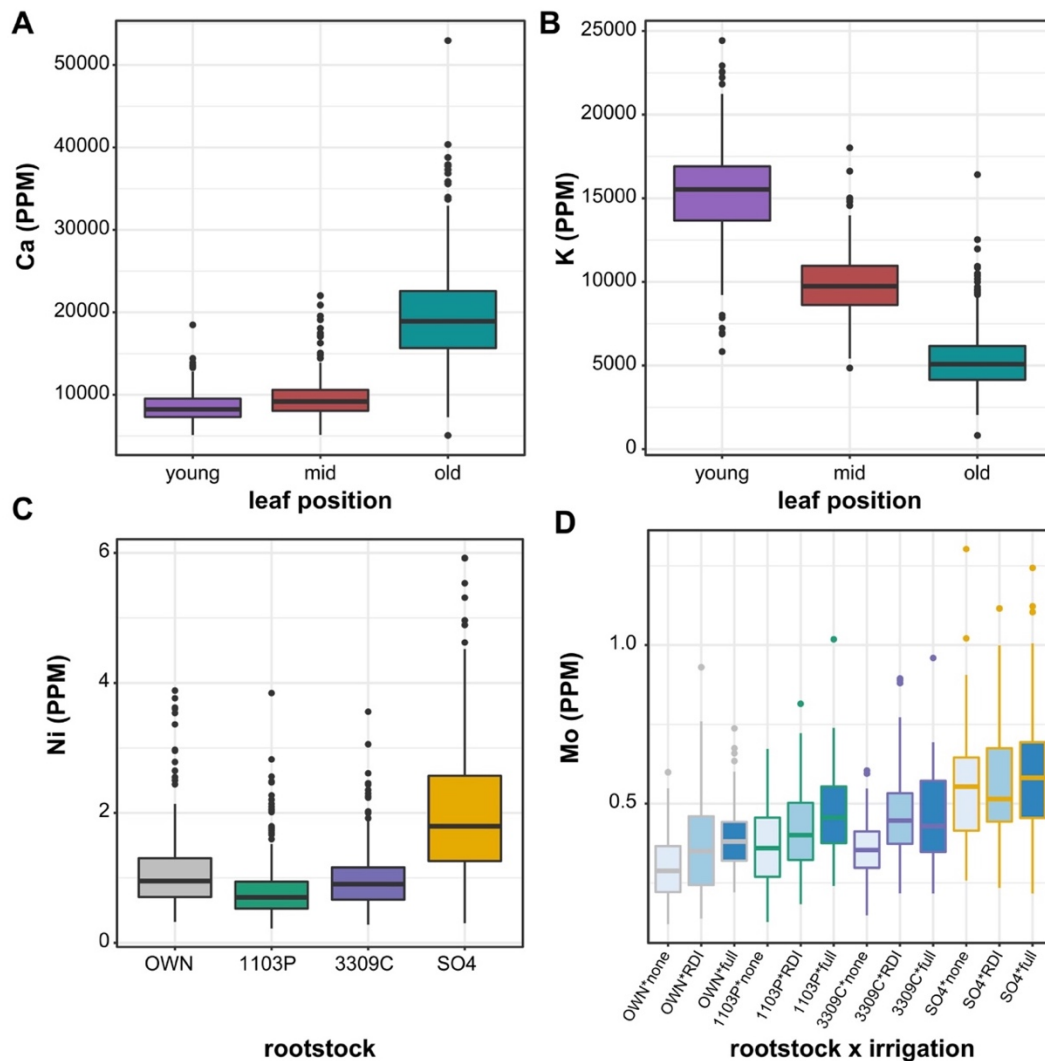 A
Ca (PPM)
50000
40000
30000
20000
10000
young
mid
old
leaf position
B
K (PPM)
25000
20000
15000
10000
5000
0
young
mid
old
leaf position
C
Ni (PPM)
6
4
2
0
OWN
1103P
3309C
SO4
rootstock
D
Mo (PPM)
1.0
0.5
OWN*none
OWN*RDI
OWN*full
1103P*none
1103P*RDI
1103P*full
3309C*none
3309C*RDI
3309C*full
SO4*none
SO4*RDI
SO4*full
rootstock x irrigation